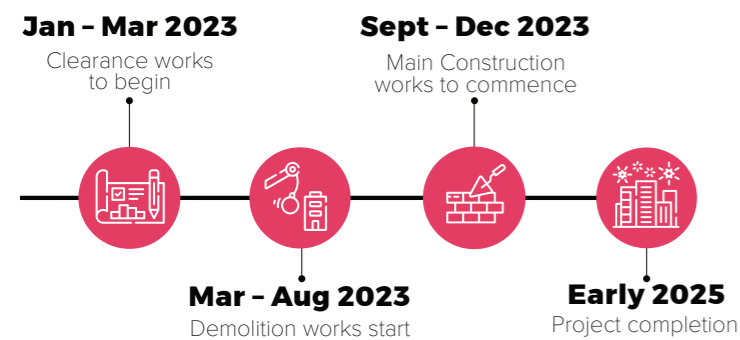 Jan – Mar 2023
Clearance works
to begin
Mar – Aug 2023
Demolition works start
Sept – Dec 2023
Main Construction
works to commence
Early 2025
Project completion